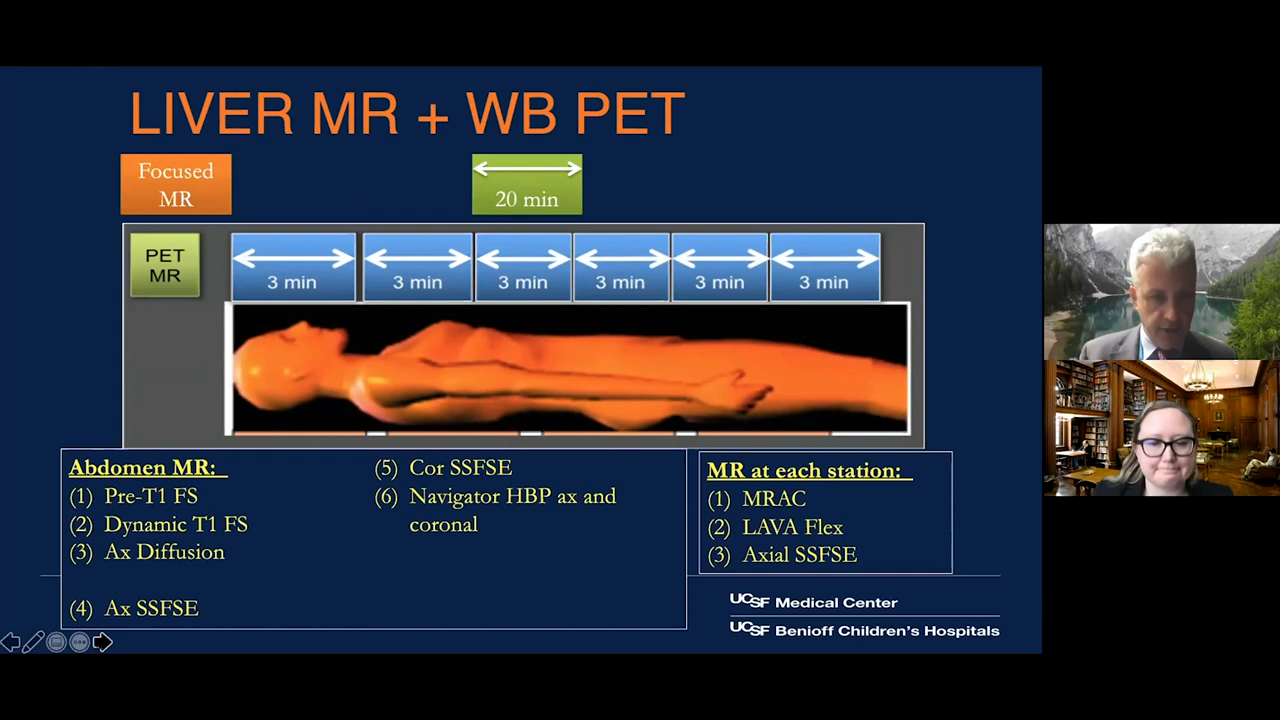 LIVER MR + WB PET
Focused
MR
20 min
PET
MR
3 min
3 min
3 min
3 min
3 min
3 min
Abdomen MR:
(1) Pre-T1 FS
(2) Dynamic T1 FS
(3) Ax Diffusion
(4) Ax SSFSE
(5) Cor SSFSE
(6) Navigator HBP ax and
coronal
MR at each station:
(1) MRAC
(2) LAVA Flex
(3) Axial SSFSE
UCSF Medical Center
UCSF Benioff Children's Hospitals